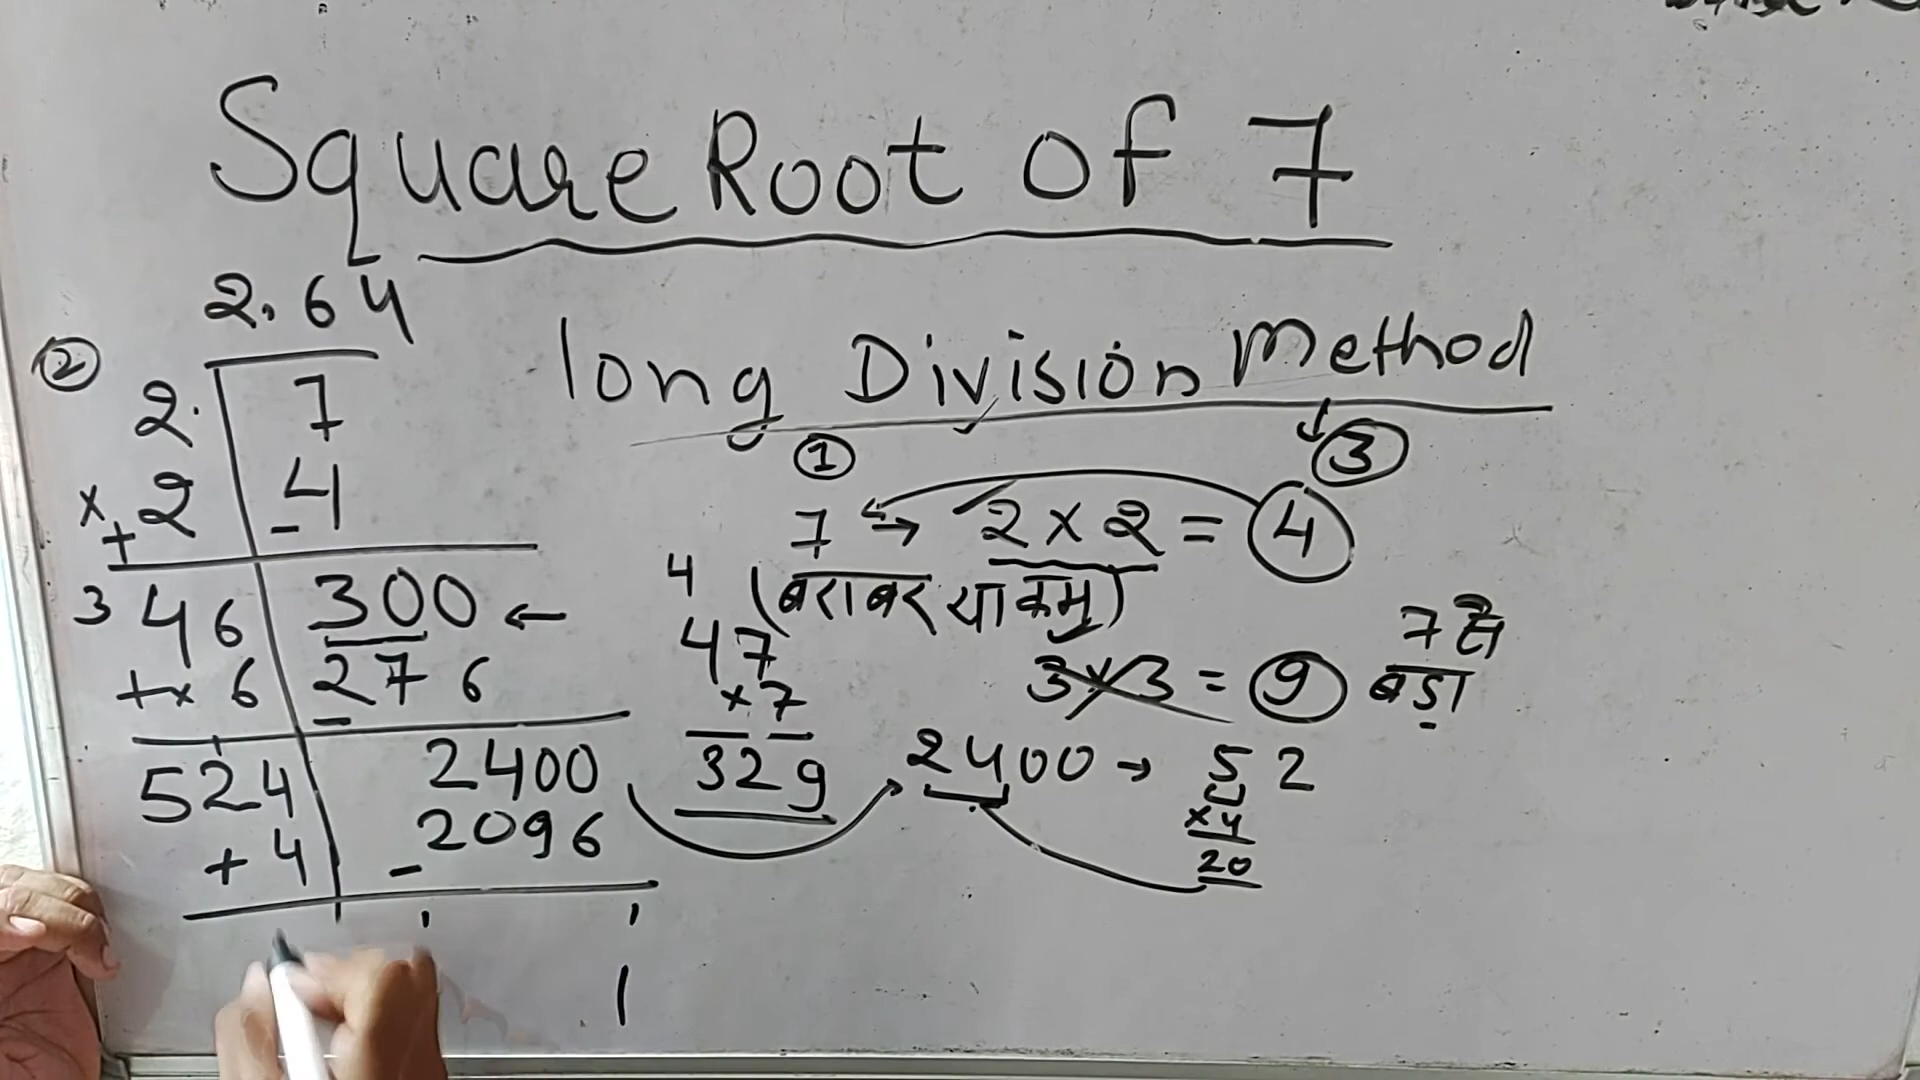 Square Root of 7
2.64
long Division Method
②
2. 7
① ③
× + 2 - 4
7 → 2 × 2 = 4
3 46 300 ←
4 (बराबर या कम)
+× 6 - 276
47
7 से
× 7
3 × 3 = 9 बड़ा
329
524 2400
2400 → 52
+ 4 - 2096
× 4
20
1